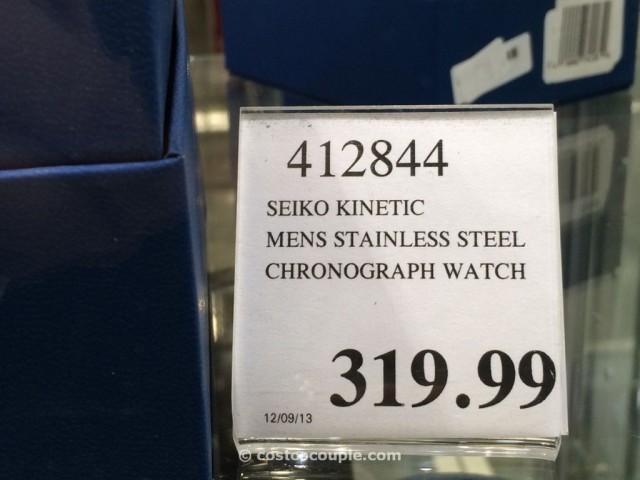 412844
SEIKO KINETIC
MENS STAINLESS STEEL
CHRONOGRAPH WATCH
319.99
12/09/13
© costcocouple.com